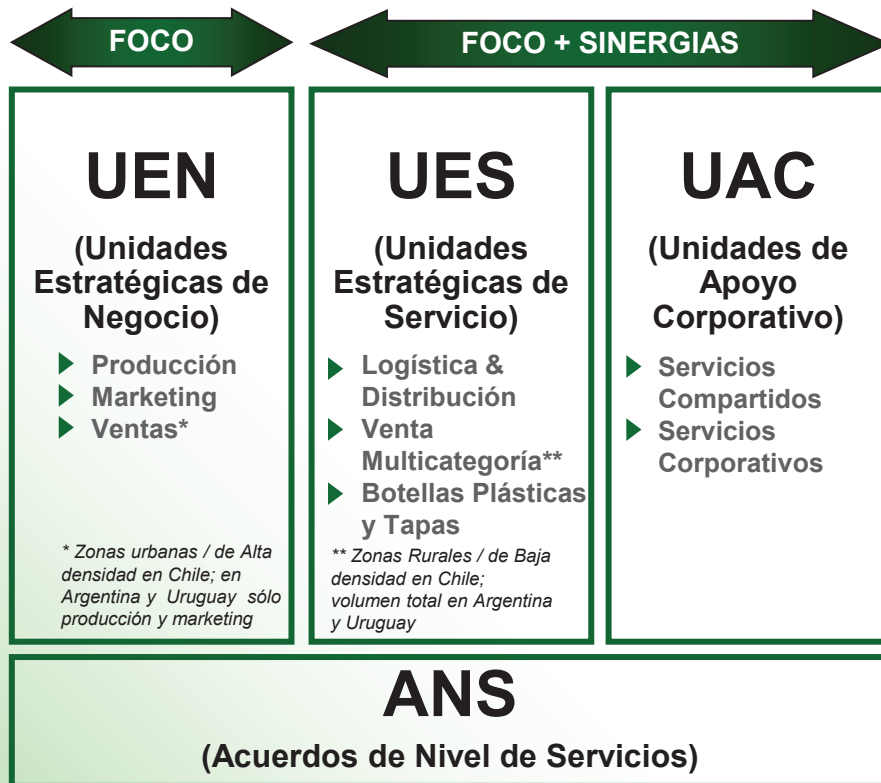 FOCO
FOCO + SINERGIAS
UEN
(Unidades
Estratégicas de
Negocio)
Producción
Marketing
Ventas*
* Zonas urbanas / de Alta
densidad en Chile; en
Argentina y Uruguay sólo
producción y marketing
UES
(Unidades
Estratégicas de
Servicio)
Logística &
Distribución
Venta
Multicategoría**
Botellas Plásticas
y Tapas
** Zonas Rurales / de Baja
densidad en Chile;
volumen total en Argentina
y Uruguay
UAC
(Unidades de
Apoyo
Corporativo)
Servicios
Compartidos
Servicios
Corporativos
ANS
(Acuerdos de Nivel de Servicios)